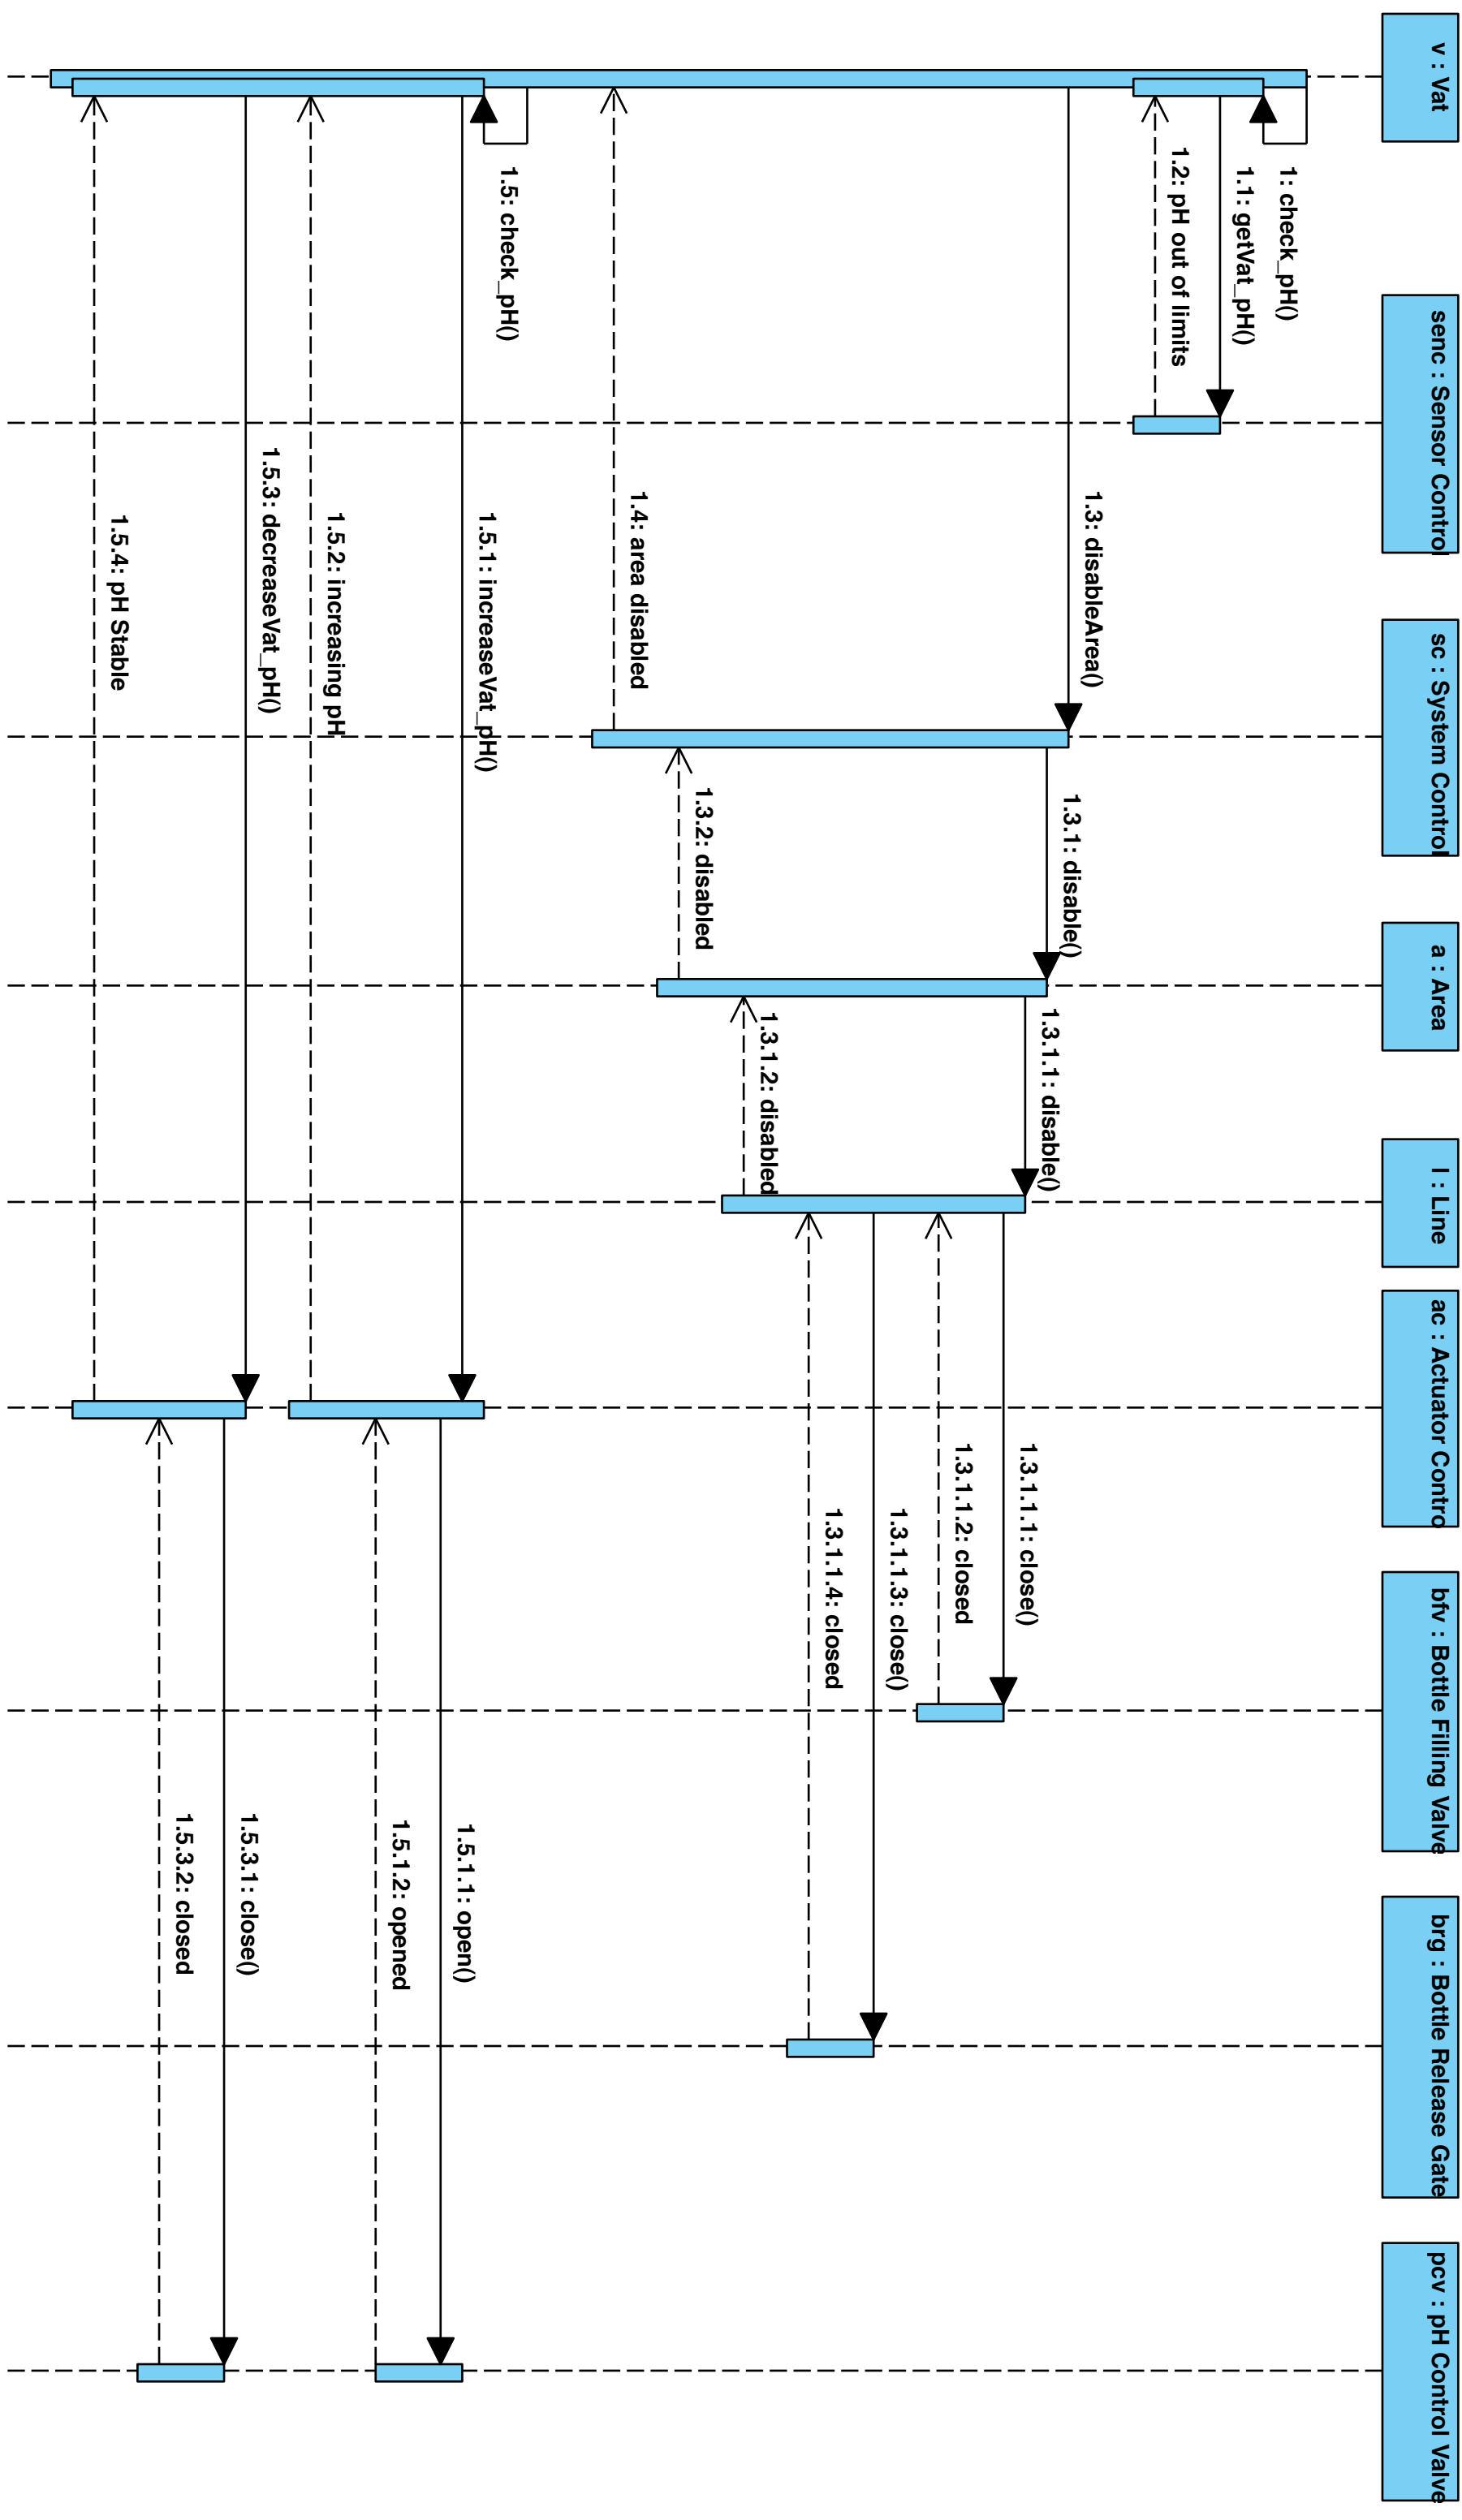 v : Vat
senc : Sensor Control
sc : System Control
a : Area
l : Line
ac : Actuator Contro
bfv : Bottle Filling Valve
brg : Bottle Release Gate
pcv : pH Control Valve
1: check_pH()
1.1: getVat_pH()
1.2: pH out of limits
1.3: disableArea()
1.3.1: disable()
1.3.1.1: disable()
1.3.1.1.1: close()
1.3.1.1.2: closed
1.3.1.1.3: close()
1.3.1.1.4: closed
1.3.1.2: disabled
1.3.2: disabled
1.4: area disabled
1.5: check_pH()
1.5.1: increaseVat_pH()
1.5.1.1: open()
1.5.1.2: opened
1.5.2: increasing pH
1.5.3: decreaseVat_pH()
1.5.3.1: close()
1.5.3.2: closed
1.5.4: pH Stable